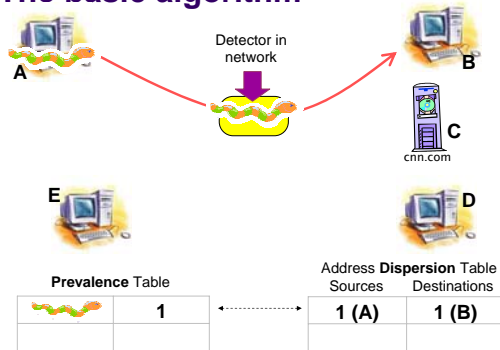 The basic algorithm
Detector in
network
A
B
C
cnn.com
E
D
Prevalence Table
Address Dispersion Table
Sources Destinations
1
1 (A)
1 (B)